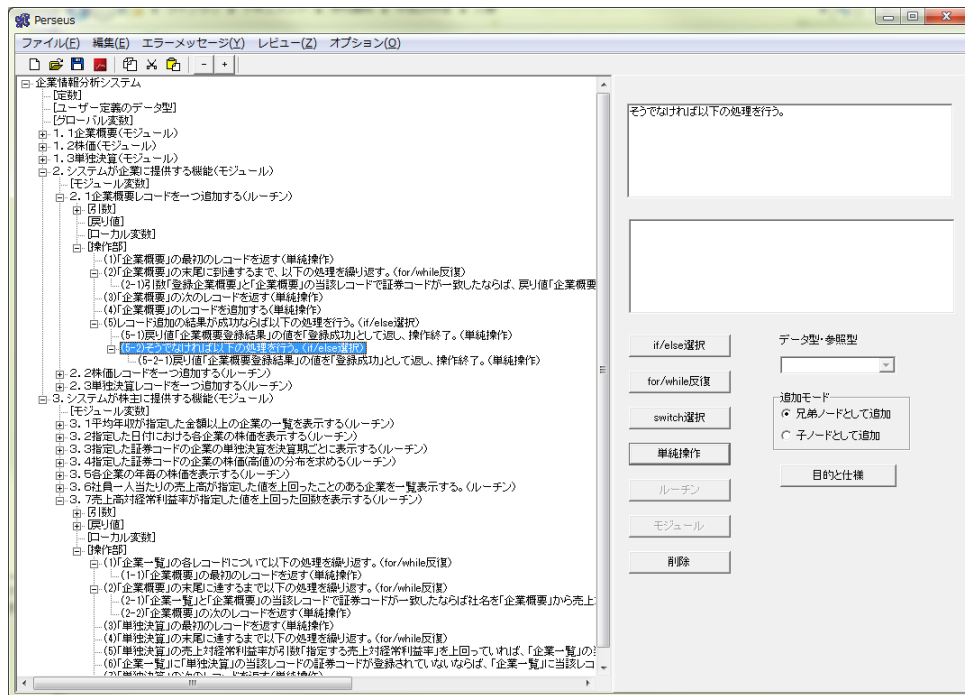 Perseus
ファイル(F) 編集(E) エラーメッセージ(Y) レビュー(Z) オプション(O)
- +
企業情報分析システム
[定数]
[ユーザー定義のデータ型]
[グローバル変数]
1. 1企業概要(モジュール)
1. 2株価(モジュール)
1. 3単独決算(モジュール)
2. システムが企業に提供する機能(モジュール)
[モジュール変数]
2. 1企業概要レコードを一つ追加する(ルーチン)
[引数]
[戻り値]
[ローカル変数]
[操作部]
(1)「企業概要」の最初のレコードを返す(単純操作)
(2)「企業概要」の末尾に到達するまで、以下の処理を繰り返す。(for/while反復)
(2-1)引数「登録企業概要」と「企業概要」の当該レコードで証券コードが一致したならば、戻り値「企業概要
(3)「企業概要」の次のレコードを返す(単純操作)
(4)「企業概要」のレコードを追加する(単純操作)
(5)レコード追加の結果が成功ならば以下の処理を行う。(if/else選択)
(5-1)戻り値「企業概要登録結果」の値を「登録成功」として返し、操作終了。(単純操作)
(5-2)そうでなければ以下の処理を行う。(if/else選択)
(5-2-1)戻り値「企業概要登録結果」の値を「登録成功」として返し、操作終了。(単純操作)
2. 2株価レコードを一つ追加する(ルーチン)
2. 3単独決算レコードを一つ追加する(ルーチン)
3. システムが株主に提供する機能(モジュール)
[モジュール変数]
3. 1平均年収が指定した金額以上の企業の一覧を表示する(ルーチン)
3. 2指定した日付における各企業の株価を表示する(ルーチン)
3. 3指定した証券コードの企業の単独決算を決算期ごとに表示する(ルーチン)
3. 4指定した証券コードの企業の株価(高値)の分布を求める(ルーチン)
3. 5各企業の年毎の株価を表示する(ルーチン)
3. 6社員一人当たりの売上高が指定した値を上回ったことのある企業を一覧表示する。(ルーチン)
3. 7売上高対経常利益率が指定した値を上回った回数を表示する(ルーチン)
[引数]
[戻り値]
[ローカル変数]
[操作部]
(1)「企業一覧」の各レコードについて以下の処理を繰り返す。(for/while反復)
(1-1)「企業概要」の最初のレコードを返す(単純操作)
(2)「企業概要」の末尾に達するまで以下の処理を繰り返す。(for/while反復)
(2-1)「企業一覧」と「企業概要」の当該レコードで証券コードが一致したならば社名を「企業概要」から売上
(2-2)「企業概要」の次のレコードを返す(単純操作)
(3)「単独決算」の最初のレコードを返す(単純操作)
(4)「単独決算」の末尾に達するまで以下の処理を繰り返す。(for/while反復)
(5)「単独決算」の売上対経常利益率が引数「指定する売上対経常利益率」を上回っていれば、「企業一覧」の
(6)「企業一覧」に「単独決算」の当該レコードの証券コードが登録されていないならば、「企業一覧」に当該レコ
(7)「単独決算」の次のレコードを返す(単純操作)
そうでなければ以下の処理を行う。
if/else選択
for/while反復
switch選択
単純操作
ルーチン
モジュール
削除
データ型・参照型
追加モード
兄弟ノードとして追加
子ノードとして追加
目的と仕様